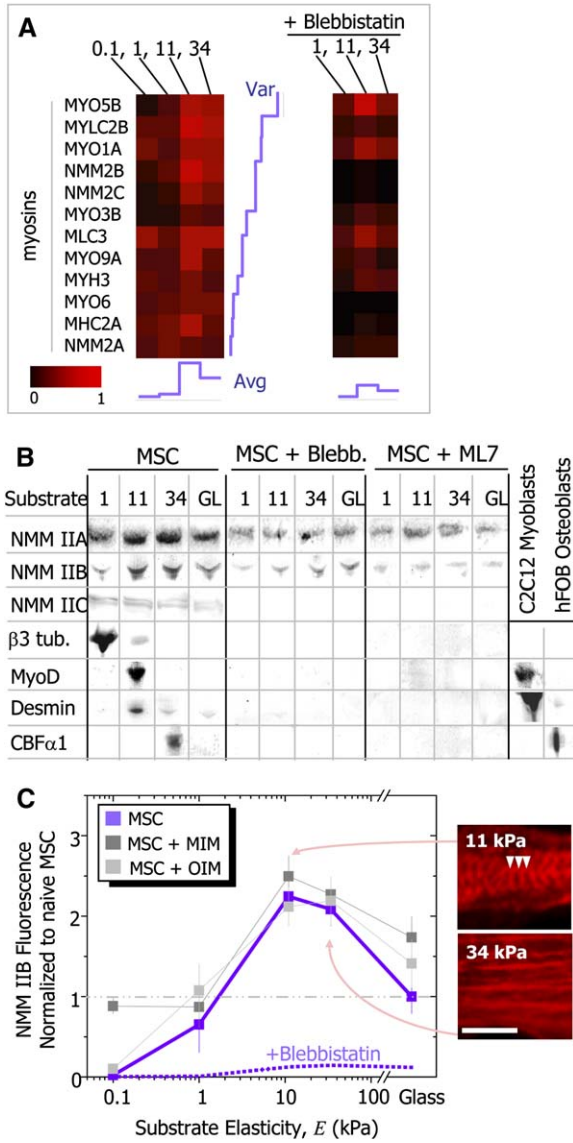 A
+ Blebbistatin
0.1, 1, 11, 34
1, 11, 34
Var
myosins
MYO5B
MYLC2B
MYO1A
NMM2B
NMM2C
MYO3B
MLC3
MYO9A
MYH3
MYO6
MHC2A
NMM2A
0 1
Avg
B
MSC MSC + Blebb. MSC + ML7
Substrate 1 11 34 GL 1 11 34 GL 1 11 34 GL
C2C12 Myoblasts
hFOB Osteoblasts
NMM IIA
NMM IIB
NMM IIC
β3 tub.
MyoD
Desmin
CBFα1
C
NMM IIB Fluorescence
Normalized to naive MSC
3
2
1
0
MSC
MSC + MIM
MSC + OIM
+Blebbistatin
0.1 1 10 100 Glass
Substrate Elasticity, E (kPa)
11 kPa
34 kPa